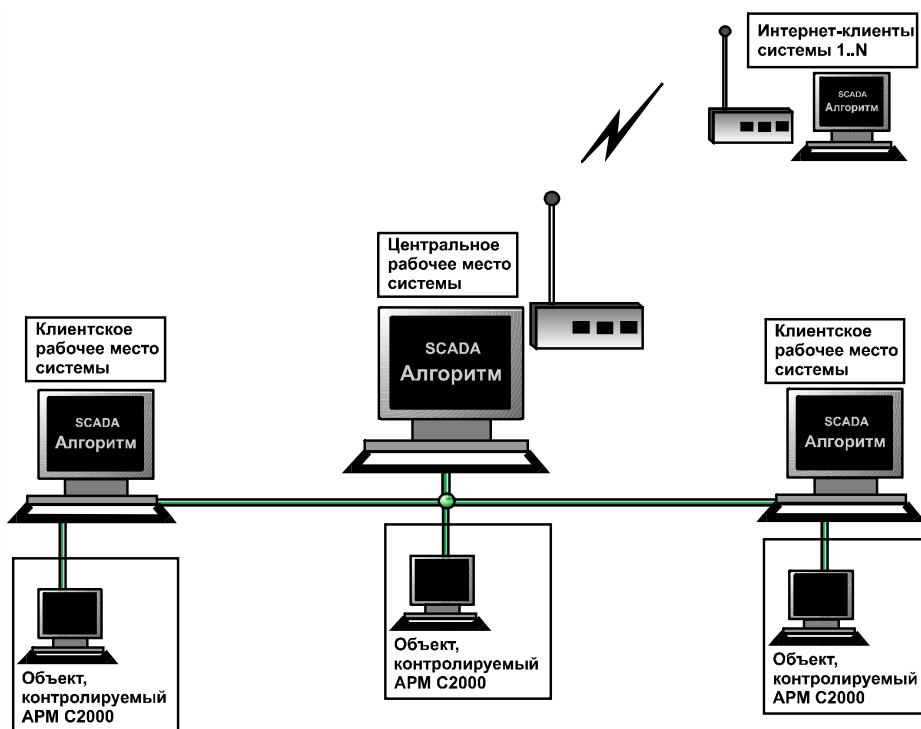 Интернет-клиенты
системы 1..N
SCADA
Алгоритм
Центральное
рабочее место
системы
SCADA
Алгоритм
Клиентское
рабочее место
системы
SCADA
Алгоритм
Клиентское
рабочее место
системы
SCADA
Алгоритм
Объект,
контролируемый
АРМ С2000
Объект,
контролируемый
АРМ С2000
Объект,
контролируемый
АРМ С2000